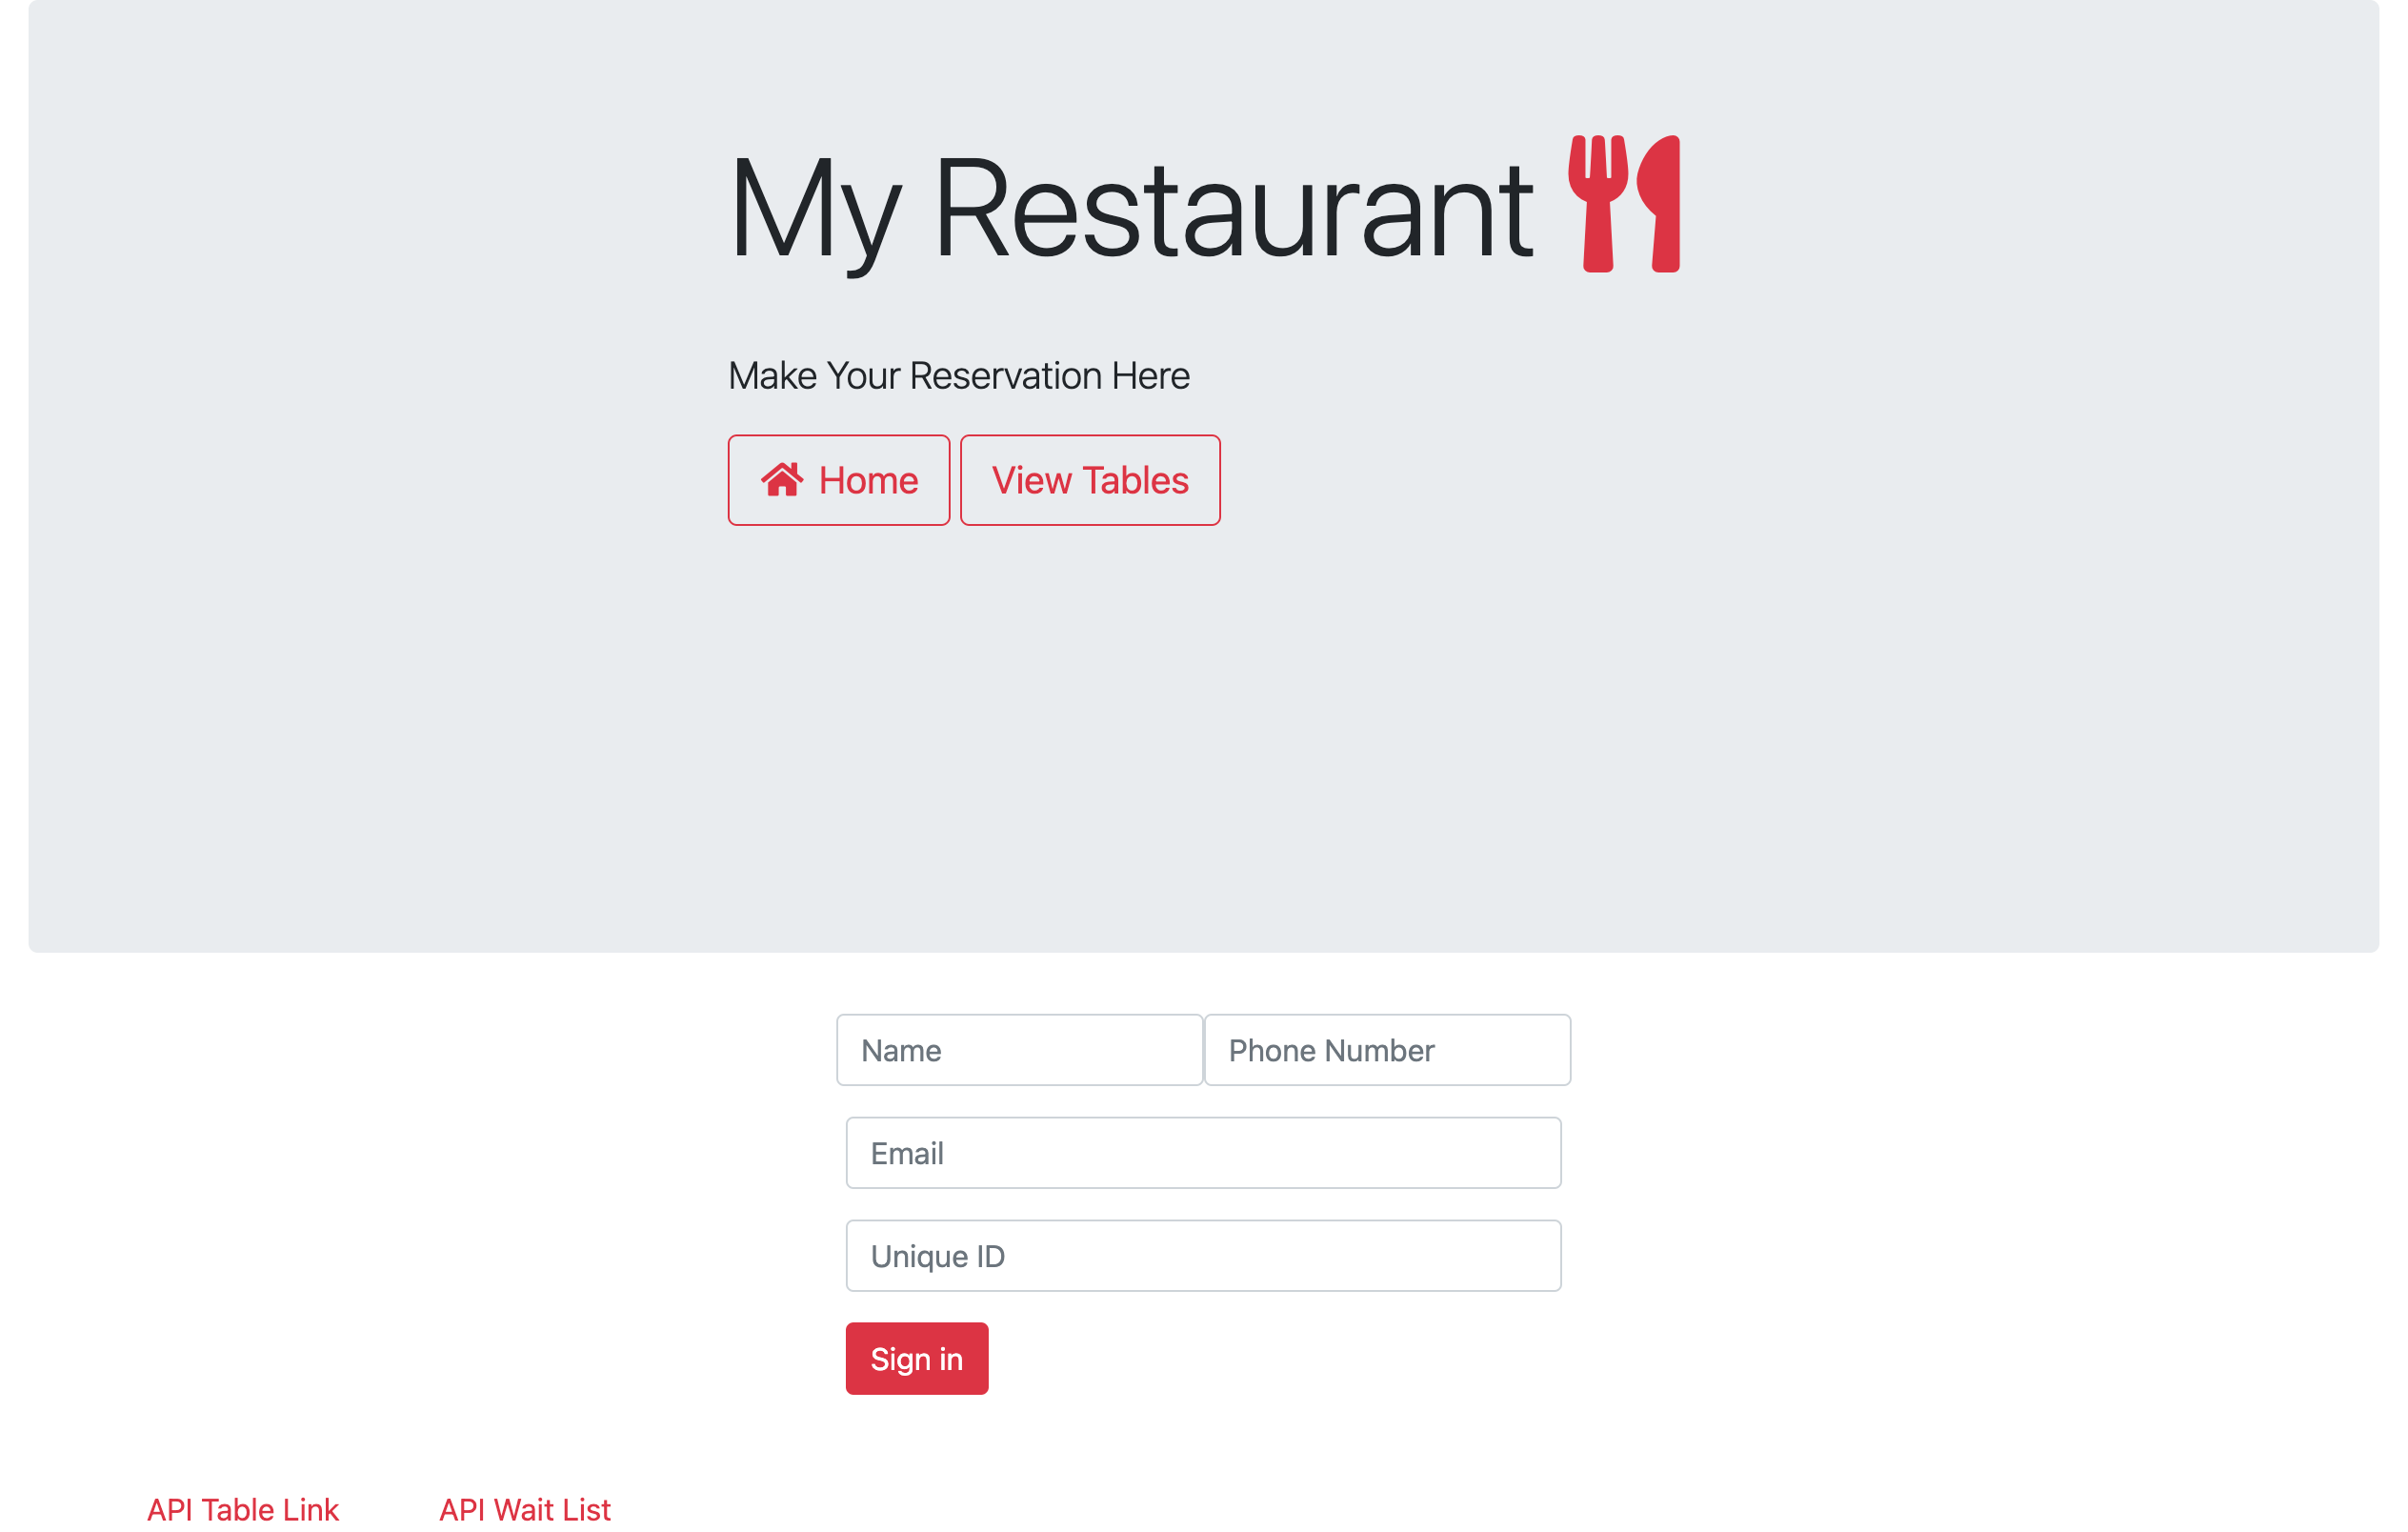 My Restaurant
Make Your Reservation Here
Home View Tables
Name Phone Number
Email
Unique ID
Sign in
API Table Link API Wait List